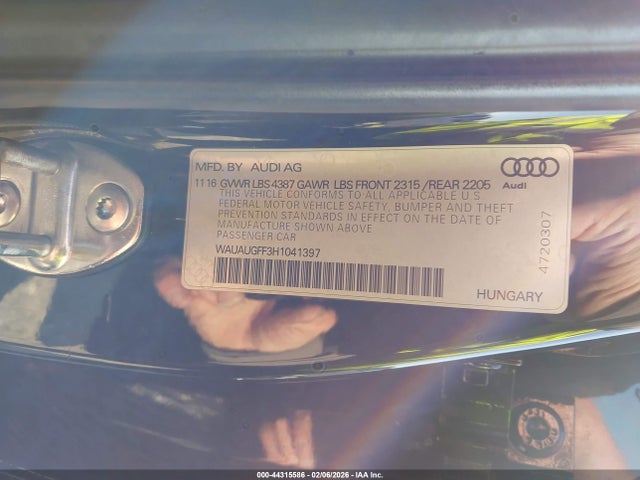 MFD. BY AUDI AG
11 16 GVWR LBS 4387 GAWR LBS FRONT 2315 /REAR 2205
THIS VEHICLE CONFORMS TO ALL APPLICABLE U.S
FEDERAL MOTOR VEHICLE SAFETY, BUMPER AND THEFT
PREVENTION STANDARDS IN EFFECT ON THE DATE OF
MANUFACTURE SHOWN ABOVE
PASSENGER CAR
WAUAUGFF3H1041397
Audi
4720307
HUNGARY
000-44315586 - 02/06/2026 - IAA Inc.